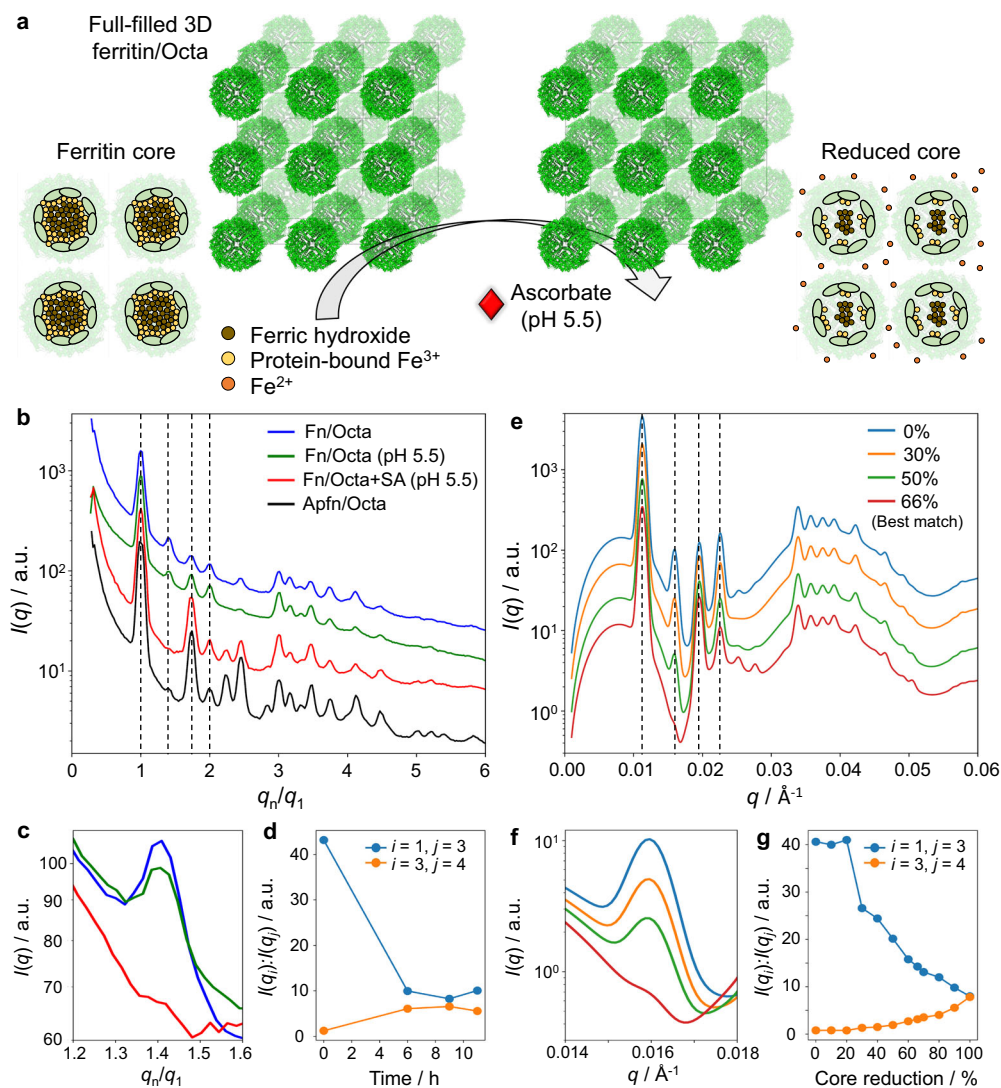 a
Full-filled 3D
ferritin/Octa
Ferritin core
Reduced core
Ascorbate
(pH 5.5)
Ferric hydroxide
Protein-bound Fe³⁺
Fe²⁺
b
I(q) / a.u.
10³
10²
10¹
Fn/Octa
Fn/Octa (pH 5.5)
Fn/Octa+SA (pH 5.5)
Apfn/Octa
0 1 2 3 4 5 6
qₙ/q₁
e
I(q) / a.u.
10³
10²
10¹
10⁰
0%
30%
50%
66%
(Best match)
0.00 0.01 0.02 0.03 0.04 0.05 0.06
q / Å⁻¹
c
I(q) / a.u.
100
90
80
70
60
1.2 1.3 1.4 1.5 1.6
qₙ/q₁
d
I(qᵢ):I(qⱼ) / a.u.
40
30
20
10
0
i = 1, j = 3
i = 3, j = 4
0 5 10
Time / h
f
I(q) / a.u.
10¹
10⁰
0.014 0.016 0.018
q / Å⁻¹
g
I(qᵢ):I(qⱼ) / a.u.
40
30
20
10
0
i = 1, j = 3
i = 3, j = 4
0 20 40 60 80 100
Core reduction / %